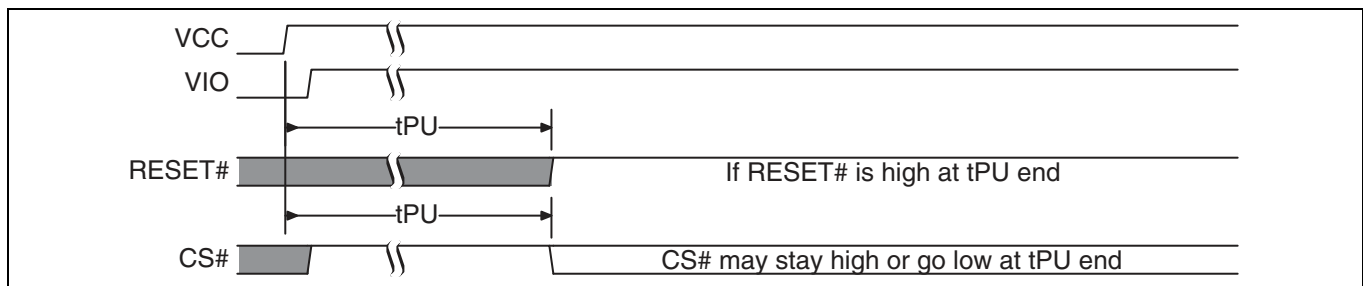 VCC
VIO
tPU
RESET# If RESET# is high at tPU end
tPU
CS# CS# may stay high or go low at tPU end